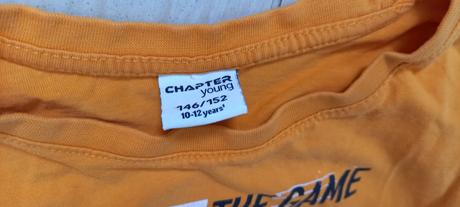 CHAPTER
young
146/152
10-12 years'
THE GAME